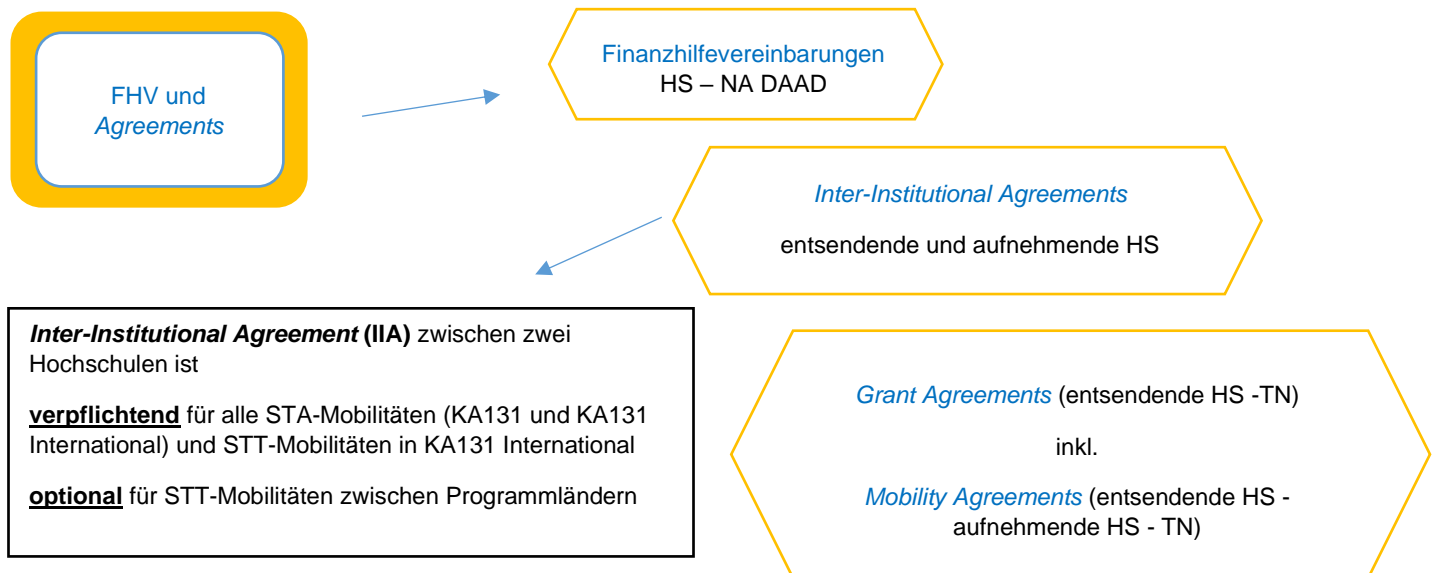 FHV und
Agreements
Finanzhilfevereinbarungen
HS – NA DAAD
Inter-Institutional Agreements
entsendende und aufnehmende HS
Inter-Institutional Agreement (IIA) zwischen zwei
Hochschulen ist
verpflichtend für alle STA-Mobilitäten (KA131 und KA131
International) und STT-Mobilitäten in KA131 International
optional für STT-Mobilitäten zwischen Programmländern
Grant Agreements (entsendende HS -TN)
inkl.
Mobility Agreements (entsendende HS -
aufnehmende HS - TN)